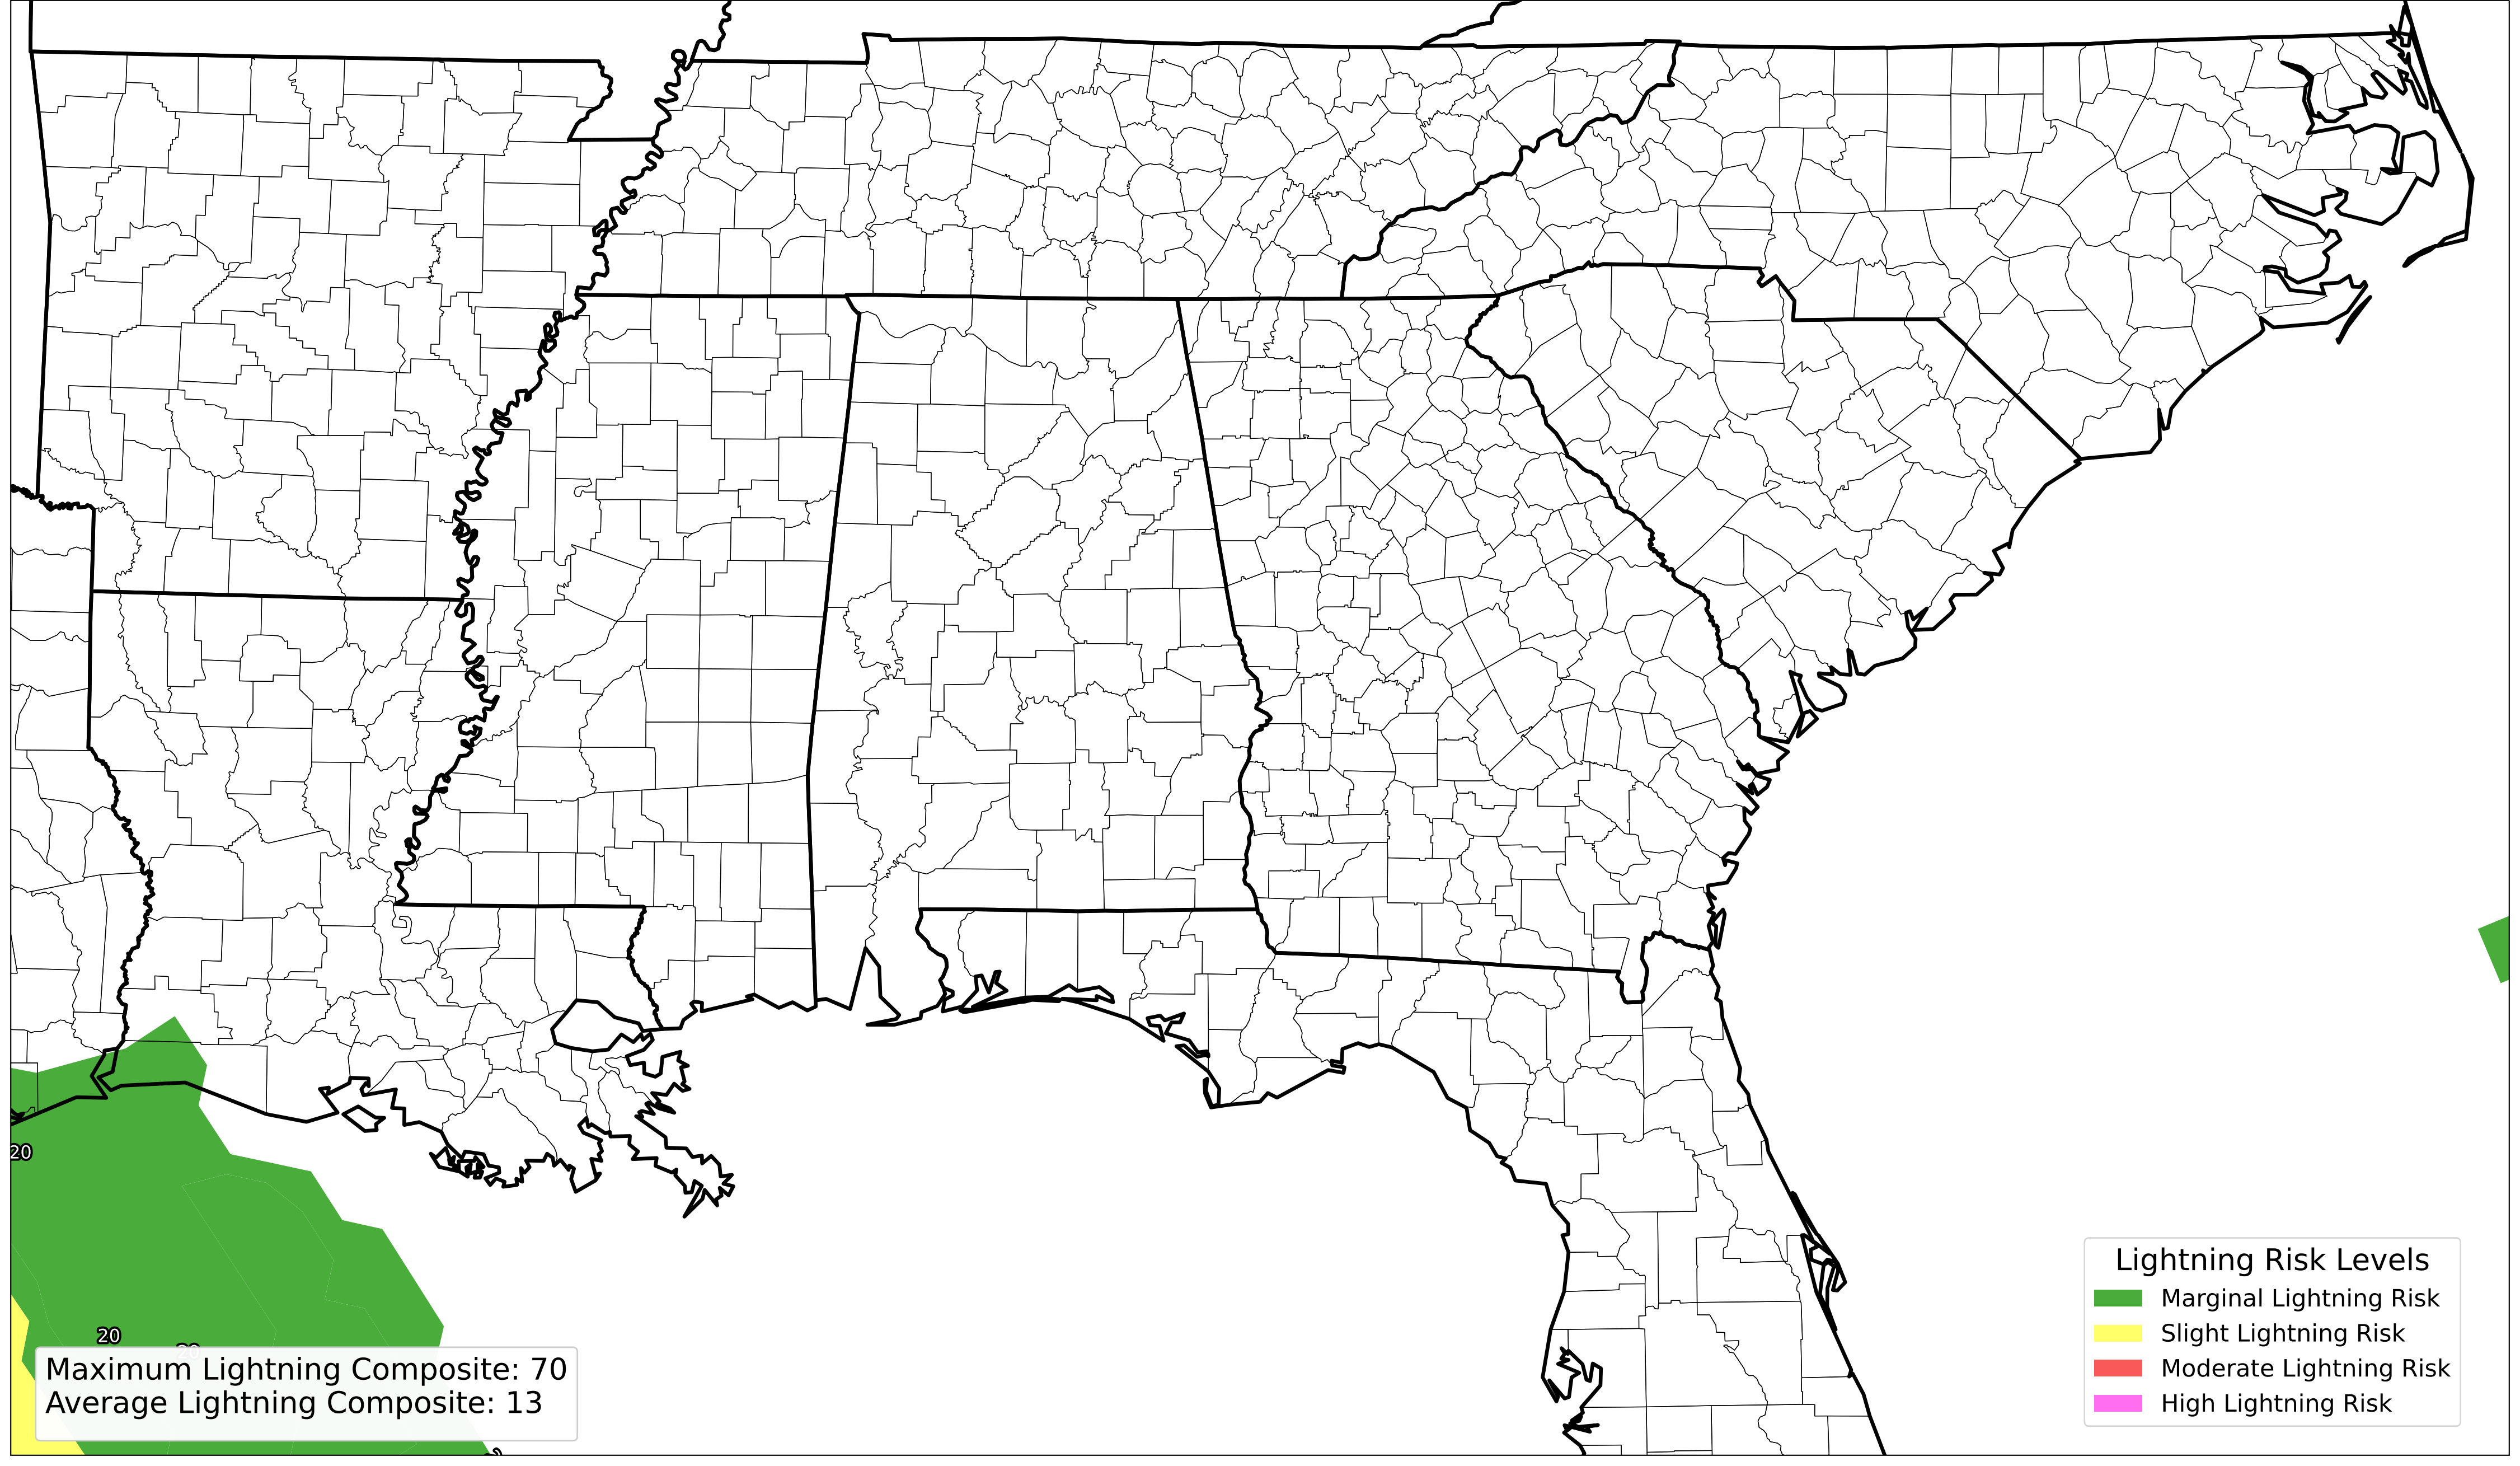 20
20
Maximum Lightning Composite: 70
Average Lightning Composite: 13
Lightning Risk Levels
Marginal Lightning Risk
Slight Lightning Risk
Moderate Lightning Risk
High Lightning Risk